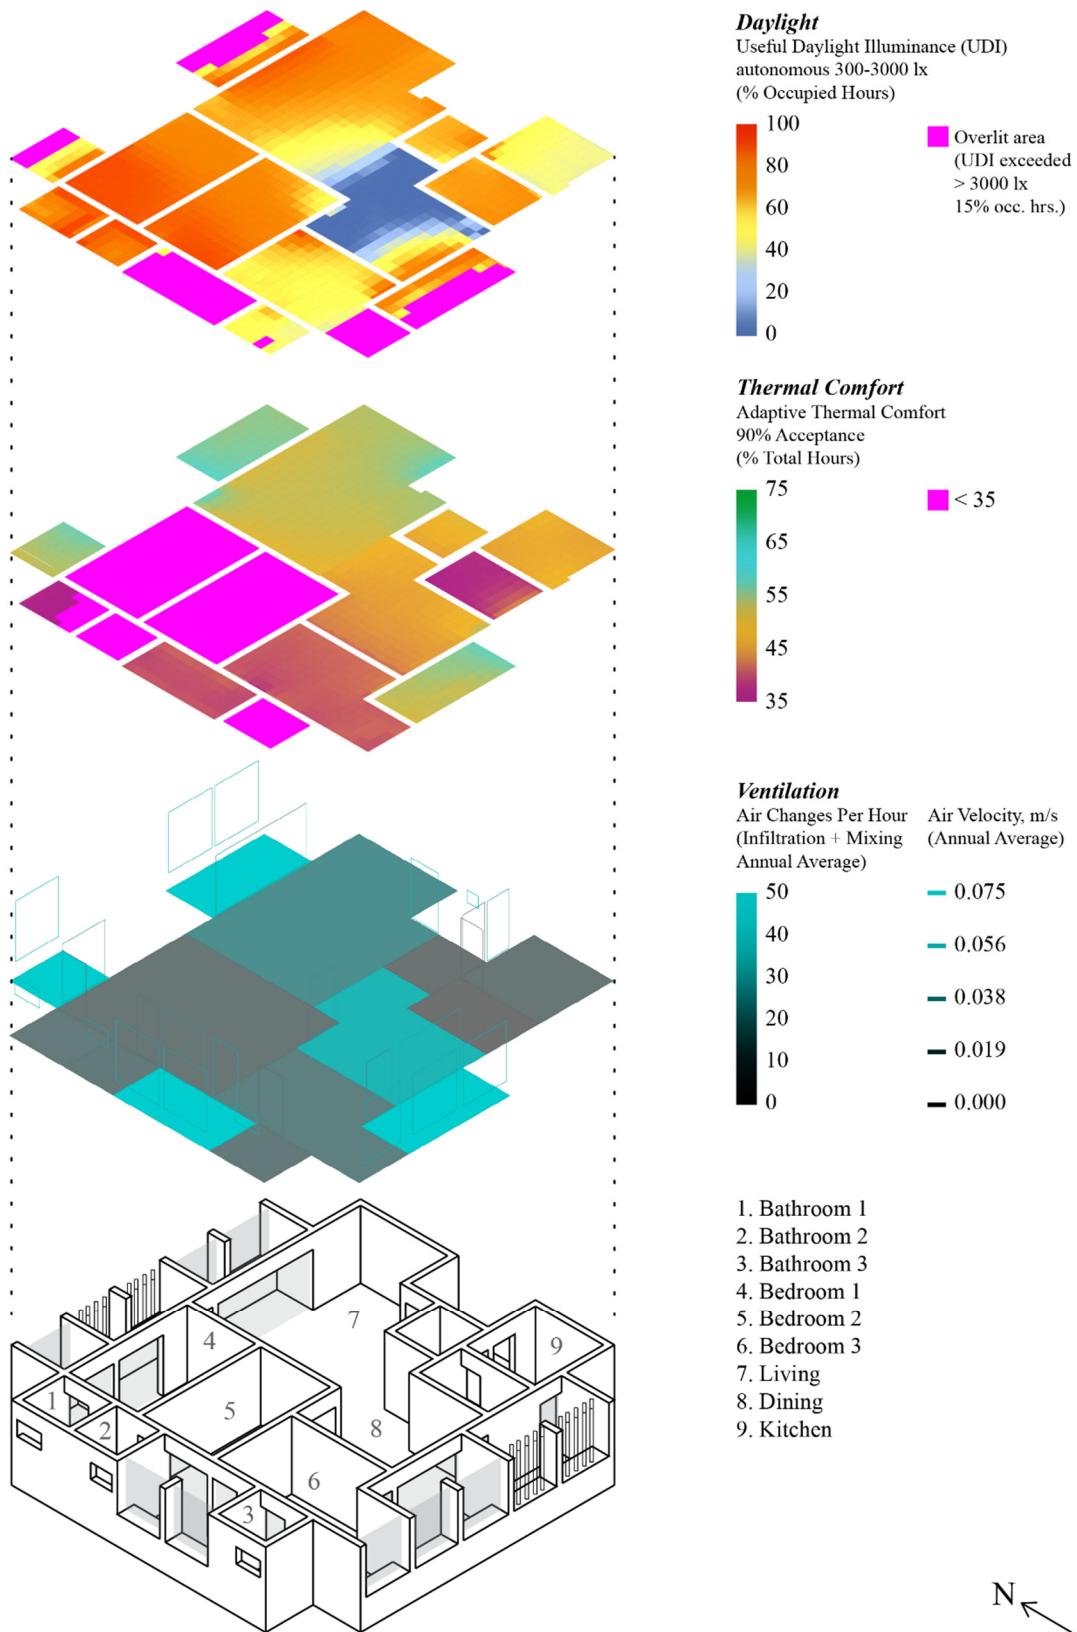 Daylight
Useful Daylight Illuminance (UDI)
autonomous 300-3000 lx
(% Occupied Hours)
100
80
60
40
20
0
Overlit area
(UDI exceeded
> 3000 lx
15% occ. hrs.)
Thermal Comfort
Adaptive Thermal Comfort
90% Acceptance
(% Total Hours)
75
65
55
45
35
< 35
Ventilation
Air Changes Per Hour
(Infiltration + Mixing
Annual Average)
50
40
30
20
10
0
Air Velocity, m/s
(Annual Average)
0.075
0.056
0.038
0.019
0.000
1. Bathroom 1
2. Bathroom 2
3. Bathroom 3
4. Bedroom 1
5. Bedroom 2
6. Bedroom 3
7. Living
8. Dining
9. Kitchen
7
4
9
1
5
2
8
6
3
N